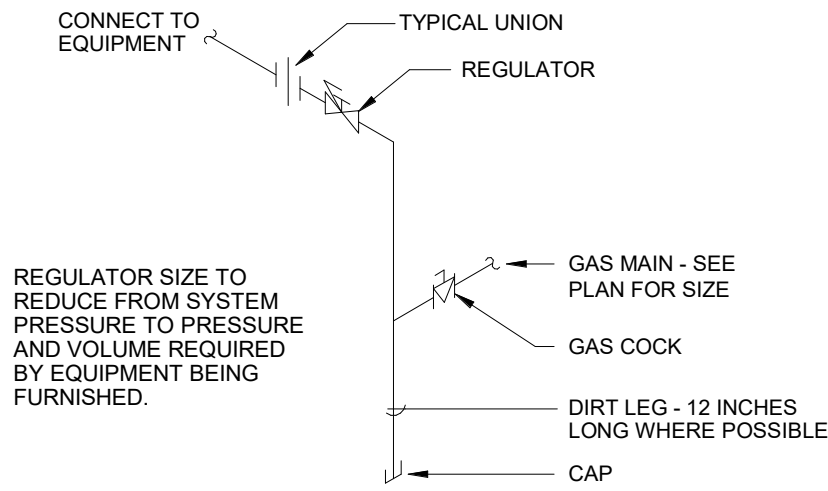 CONNECT TO
EQUIPMENT
TYPICAL UNION
REGULATOR
REGULATOR SIZE TO
REDUCE FROM SYSTEM
PRESSURE TO PRESSURE
AND VOLUME REQUIRED
BY EQUIPMENT BEING
FURNISHED.
GAS MAIN - SEE
PLAN FOR SIZE
GAS COCK
DIRT LEG - 12 INCHES
LONG WHERE POSSIBLE
CAP